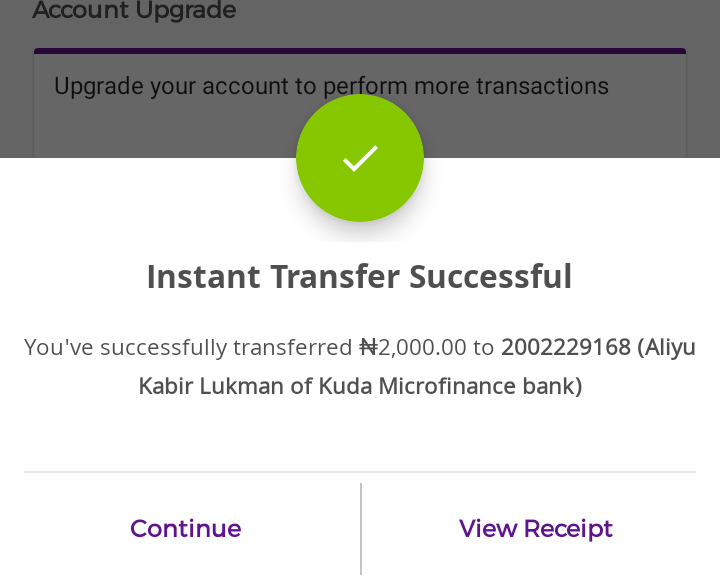 Account Upgrade
Upgrade your account to perform more transactions
Instant Transfer Successful
You've successfully transferred ₦2,000.00 to 2002229168 (Aliyu
Kabir Lukman of Kuda Microfinance bank)
Continue
View Receipt